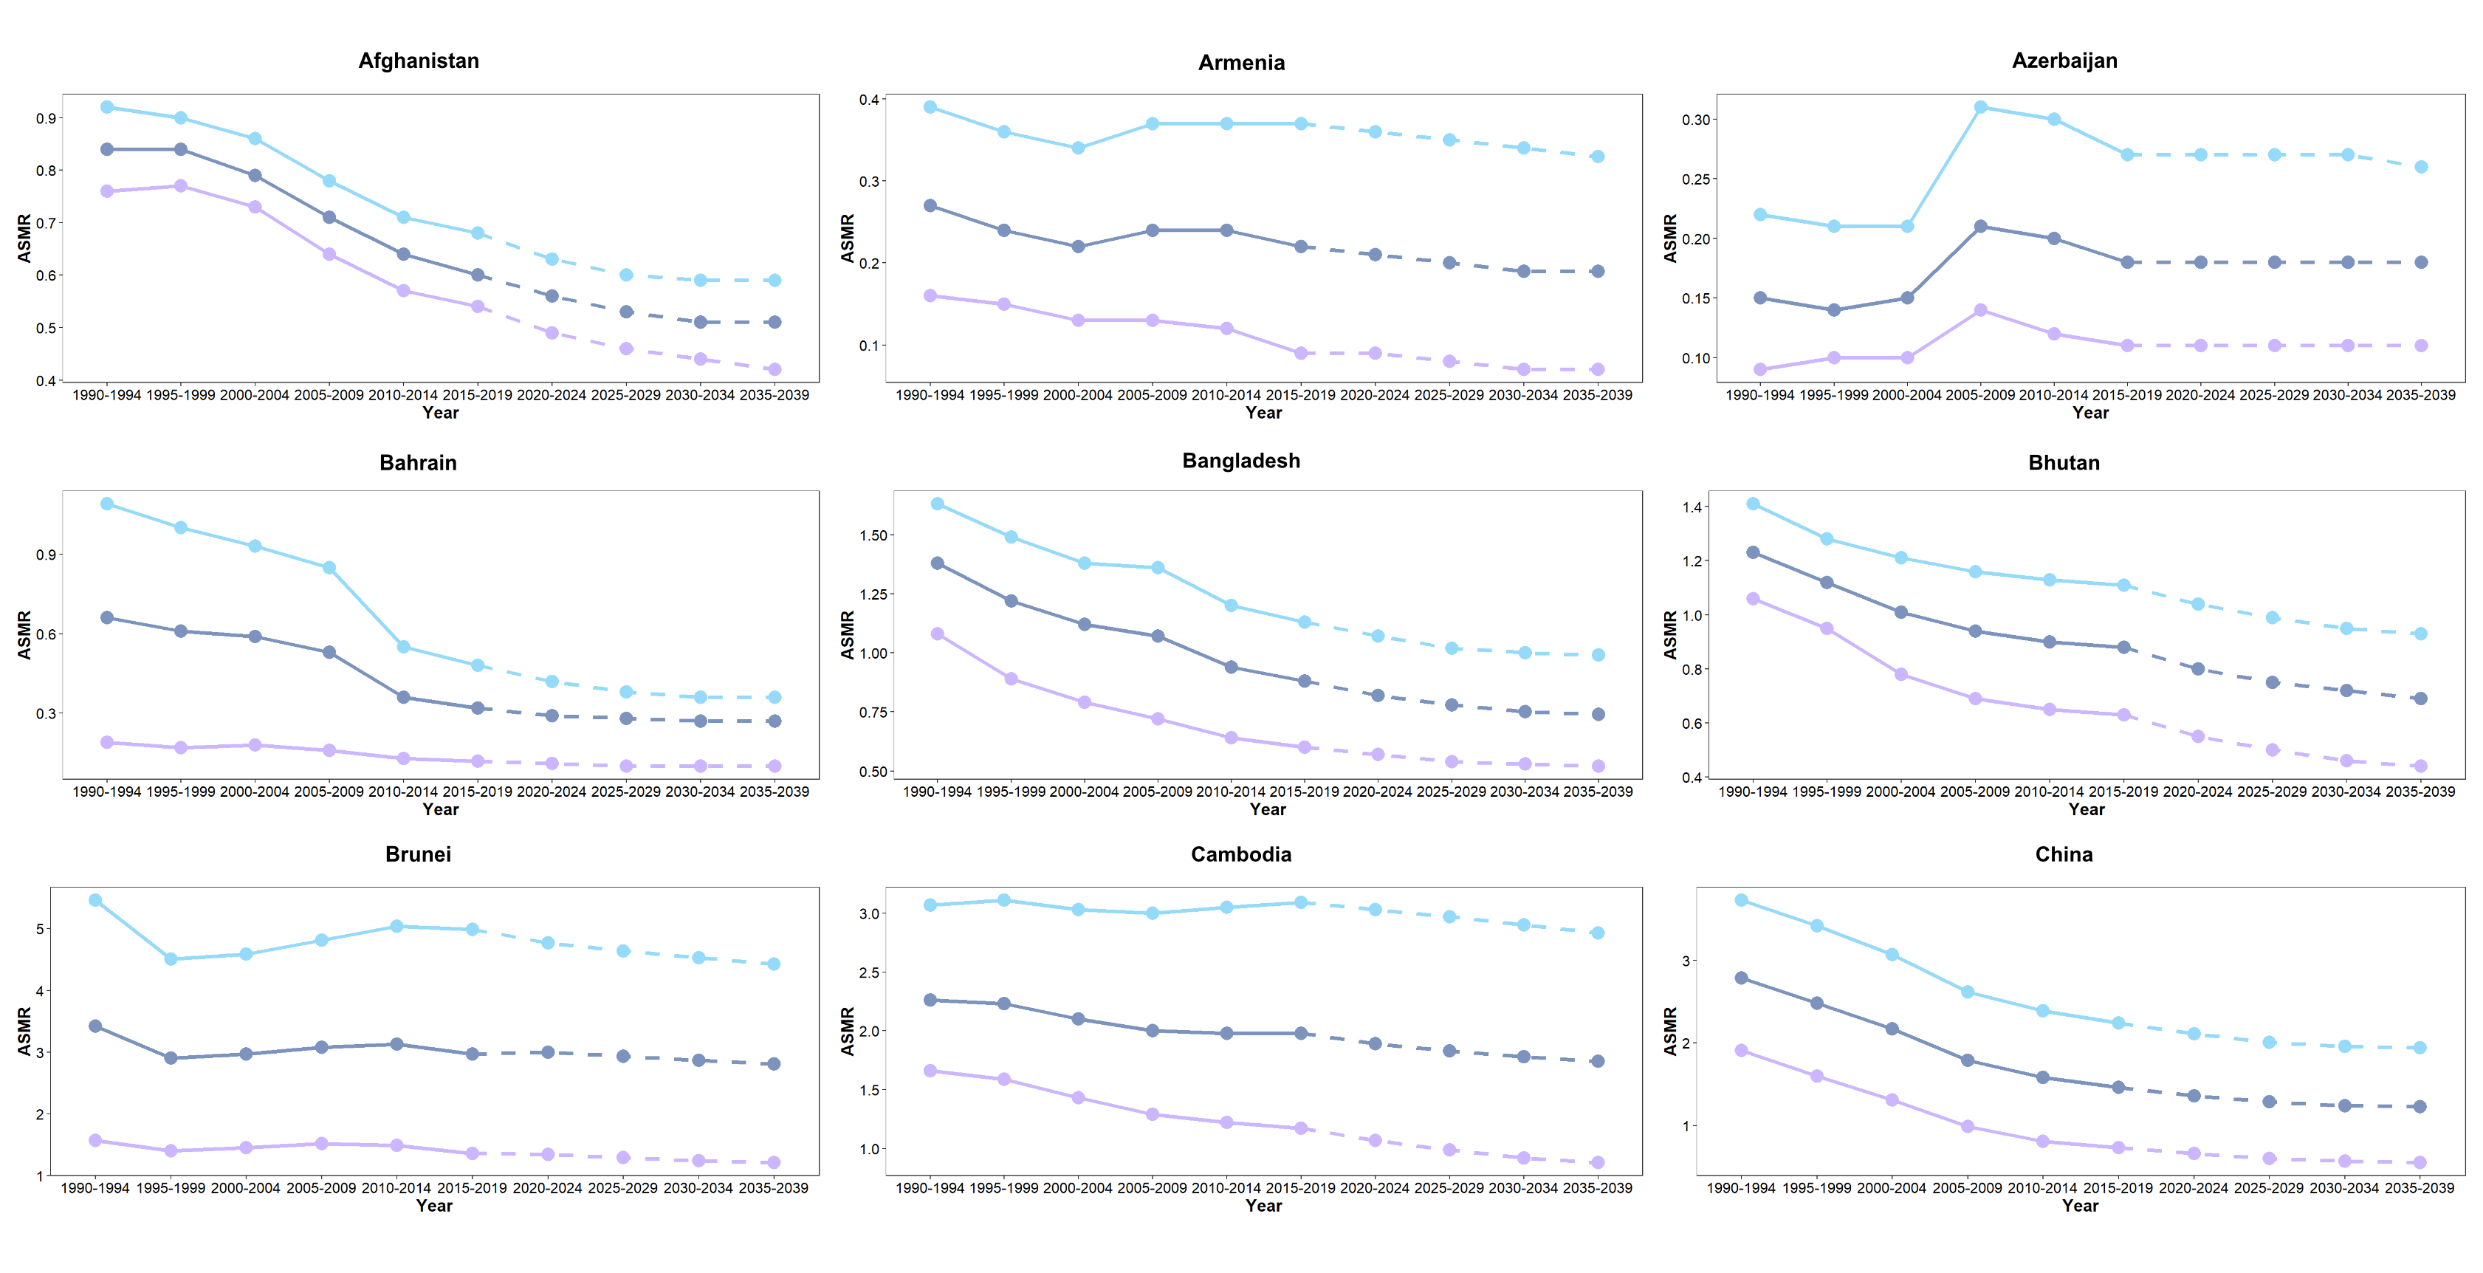 Afghanistan
ASMR
0.9
0.8
0.7
0.6
0.5
0.4
1990-1994 1995-1999 2000-2004 2005-2009 2010-2014 2015-2019 2020-2024 2025-2029 2030-2034 2035-2039
Year
Armenia
ASMR
0.4
0.3
0.2
0.1
1990-1994 1995-1999 2000-2004 2005-2009 2010-2014 2015-2019 2020-2024 2025-2029 2030-2034 2035-2039
Year
Azerbaijan
ASMR
0.30
0.25
0.20
0.15
0.10
1990-1994 1995-1999 2000-2004 2005-2009 2010-2014 2015-2019 2020-2024 2025-2029 2030-2034 2035-2039
Year
Bahrain
ASMR
0.9
0.6
0.3
1990-1994 1995-1999 2000-2004 2005-2009 2010-2014 2015-2019 2020-2024 2025-2029 2030-2034 2035-2039
Year
Bangladesh
ASMR
1.50
1.25
1.00
0.75
0.50
1990-1994 1995-1999 2000-2004 2005-2009 2010-2014 2015-2019 2020-2024 2025-2029 2030-2034 2035-2039
Year
Bhutan
ASMR
1.4
1.2
1.0
0.8
0.6
0.4
1990-1994 1995-1999 2000-2004 2005-2009 2010-2014 2015-2019 2020-2024 2025-2029 2030-2034 2035-2039
Year
Brunei
ASMR
5
4
3
2
1
1990-1994 1995-1999 2000-2004 2005-2009 2010-2014 2015-2019 2020-2024 2025-2029 2030-2034 2035-2039
Year
Cambodia
ASMR
3.0
2.5
2.0
1.5
1.0
1990-1994 1995-1999 2000-2004 2005-2009 2010-2014 2015-2019 2020-2024 2025-2029 2030-2034 2035-2039
Year
China
ASMR
3
2
1
1990-1994 1995-1999 2000-2004 2005-2009 2010-2014 2015-2019 2020-2024 2025-2029 2030-2034 2035-2039
Year